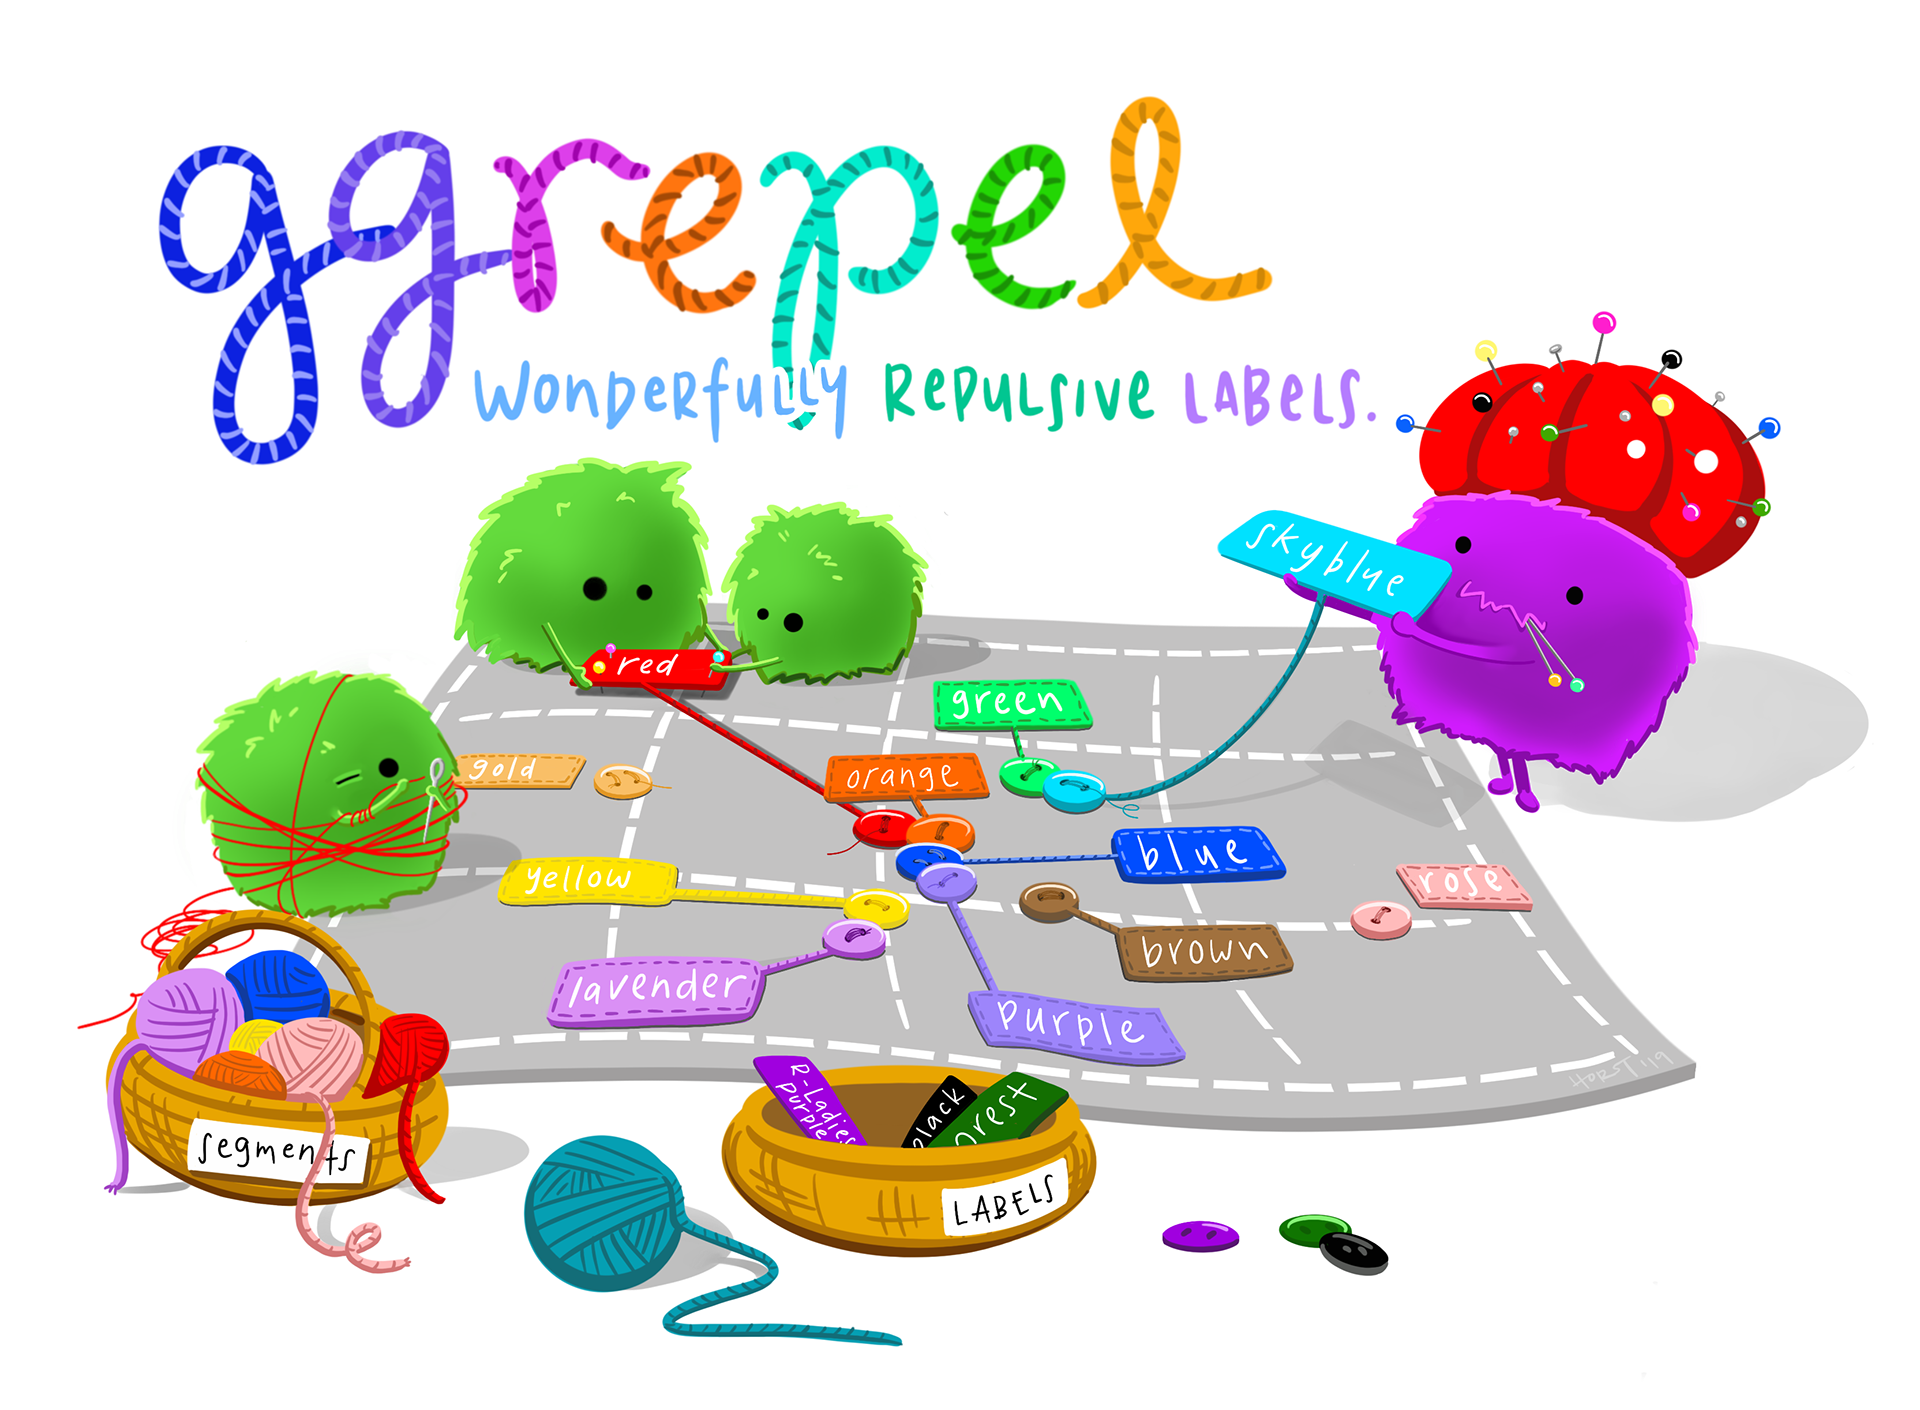 ggrepel
Wonderfully Repulsive Labels.
skyblue
red
green
gold
orange
blue
yellow
rose
brown
lavender
purple
HORST '19
R-Ladies
purple
black
forest
segments
LABELS